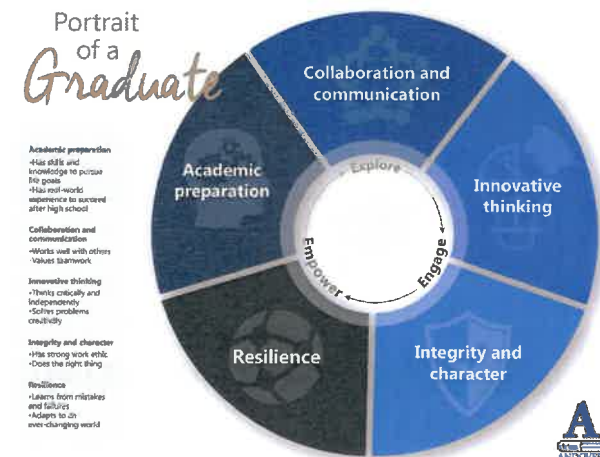 Portrait
of a
Graduate
Academic preparation
•Has skills and
knowledge to pursue
life goals
•Has real-world
experience to succeed
after high school
Collaboration and
communication
•Works well with others
•Values teamwork
Innovative thinking
•Thinks critically and
independently
•Solves problems
creatively
Integrity and character
•Has strong work ethic
•Does the right thing
Resilience
•Learns from mistakes
and failures
•Adapts to an
ever-changing world
Collaboration and
communication
Innovative
thinking
Integrity and
character
Resilience
Academic
preparation
Explore
Engage
Empower
A
ANDOVER